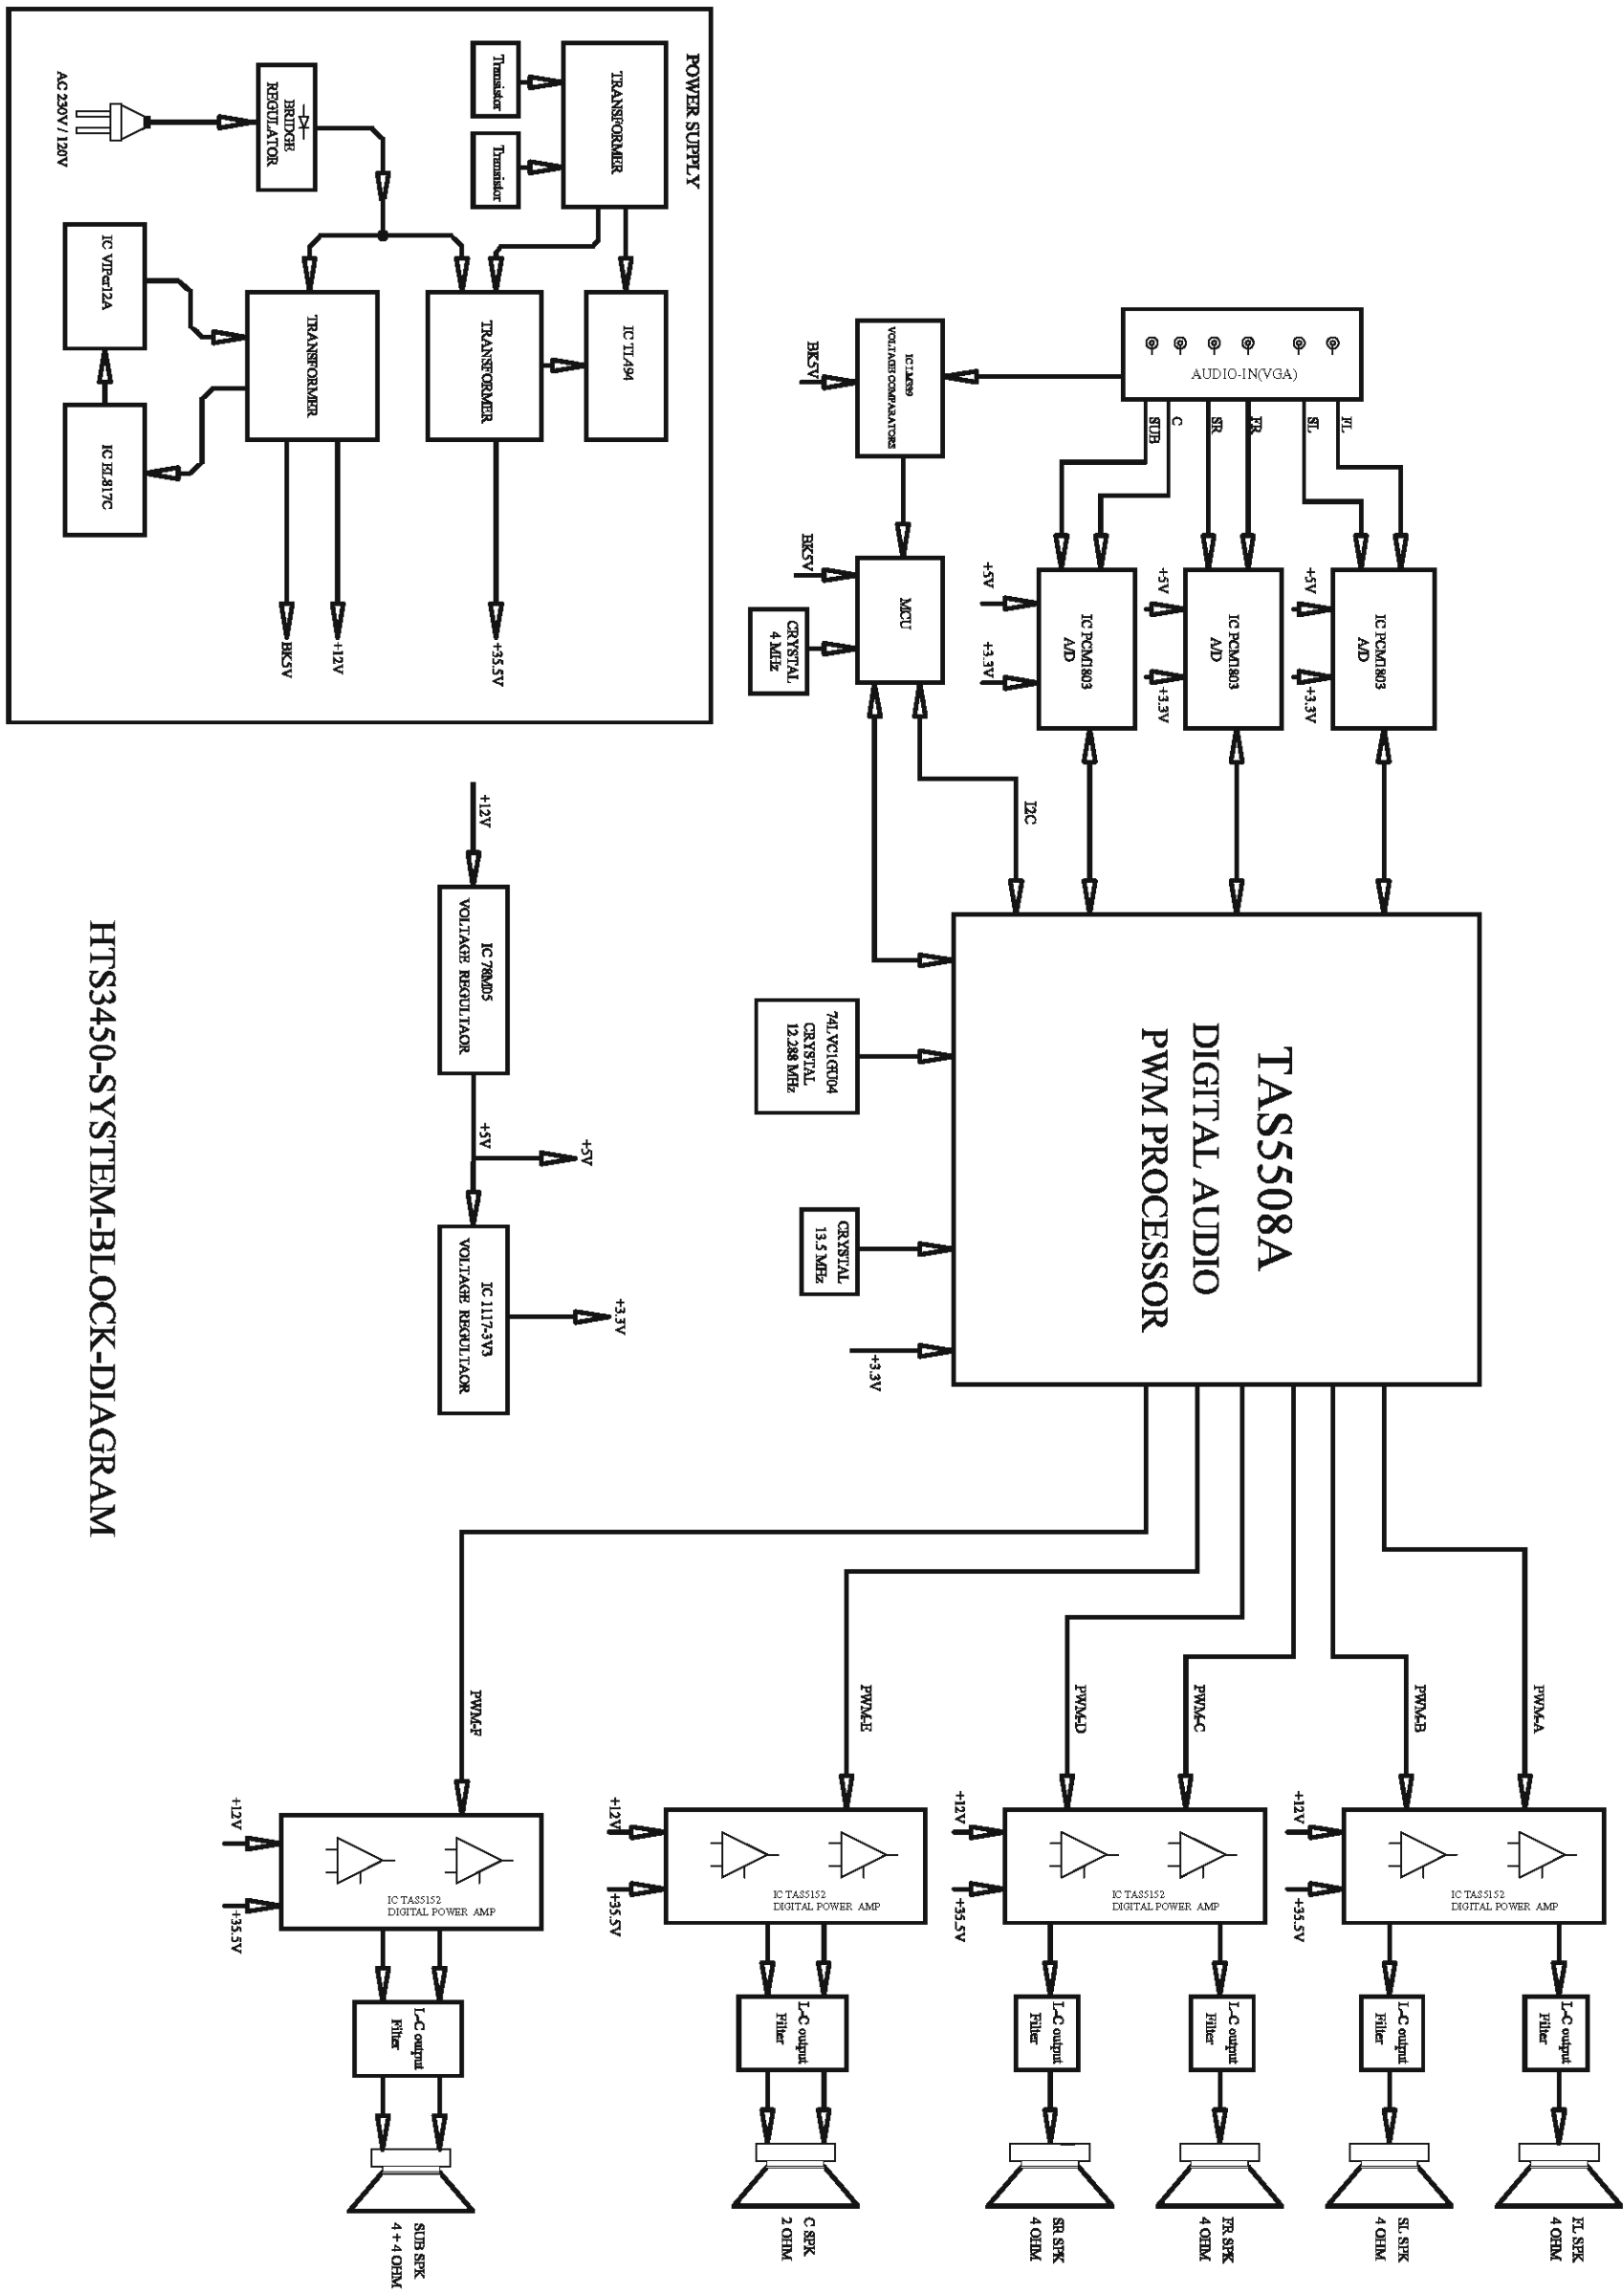 AUDIO-IN(VGA)
FL
SL
FR
SR
C
SUB
IC PCM1803
A/D
+5V
+3.3V
IC PCM1803
A/D
+5V
+3.3V
IC PCM1803
A/D
+5V
+3.3V
IC LM339
VOLTAGE COMPARATORS
BK5V
MCU
BK5V
CRYSTAL
4 MHz
I2C
TAS5508A
DIGITAL AUDIO
PWM PROCESSOR
74LVC1GU04
CRYSTAL
12.288 MHz
CRYSTAL
13.5 MHz
+3.3V
PWM-A
PWM-B
PWM-C
PWM-D
PWM-E
PWM-F
IC TAS5152
DIGITAL POWER AMP
+12V
+35.5V
IC TAS5152
DIGITAL POWER AMP
+12V
+35.5V
IC TAS5152
DIGITAL POWER AMP
+12V
+35.5V
IC TAS5152
DIGITAL POWER AMP
+12V
+35.5V
L-C output
Filter
L-C output
Filter
L-C output
Filter
L-C output
Filter
L-C output
Filter
L-C output
Filter
FL SPK
4 OHM
SL SPK
4 OHM
FR SPK
4 OHM
SR SPK
4 OHM
C SPK
2 OHM
SUB SPK
4 + 4 OHM
POWER SUPPLY
TRANSFORMER
Transistor
Transistor
IC TL494
TRANSFORMER
+35.5V
BRIDGE
REGULATOR
AC 230V / 120V
TRANSFORMER
+12V
BK5V
IC VIPer12A
IC EL817C
+12V
IC 78M05
VOLTAGE REGULTAOR
+5V
+5V
IC 1117-3V3
VOLTAGE REGULTAOR
+3.3V
HTS3450-SYSTEM-BLOCK-DIAGRAM